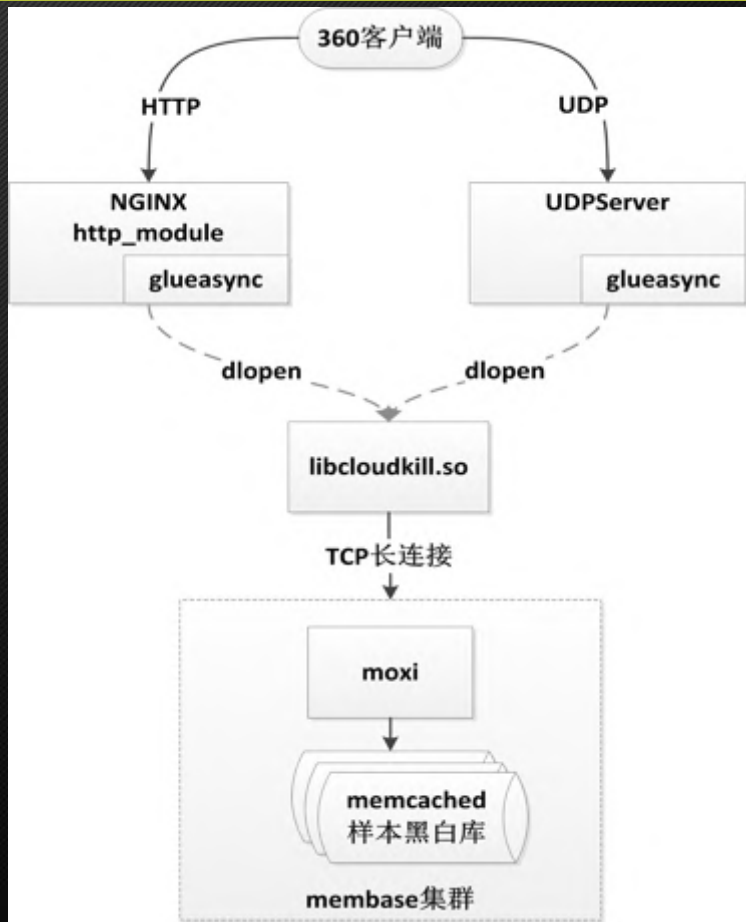 360客户端
HTTP
UDP
NGINX
http_module
glueasync
UDPServer
glueasync
dlopen
dlopen
libcloudkill.so
TCP长连接
moxi
memcached
样本黑白库
membase集群